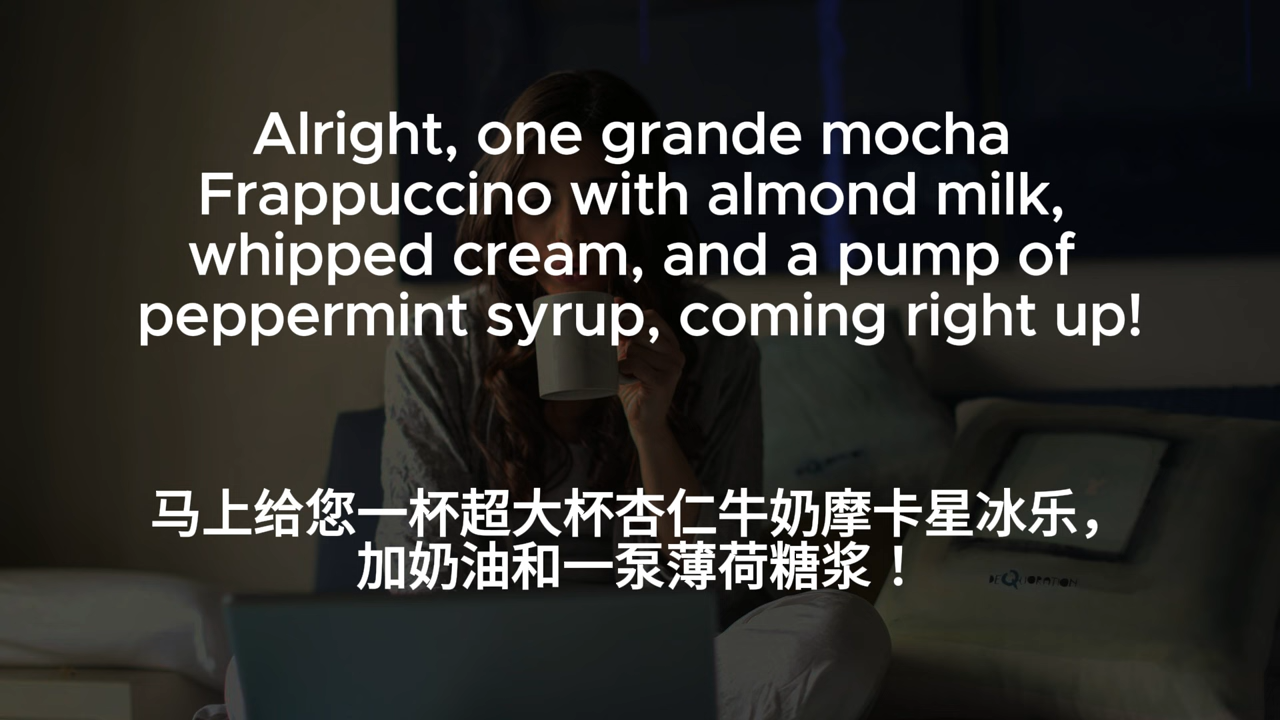 Alright, one grande mocha
Frappuccino with almond milk,
whipped cream, and a pump of
peppermint syrup, coming right up!
马上给您一杯超大杯杏仁牛奶摩卡星冰乐，
加奶油和一泵薄荷糖浆！